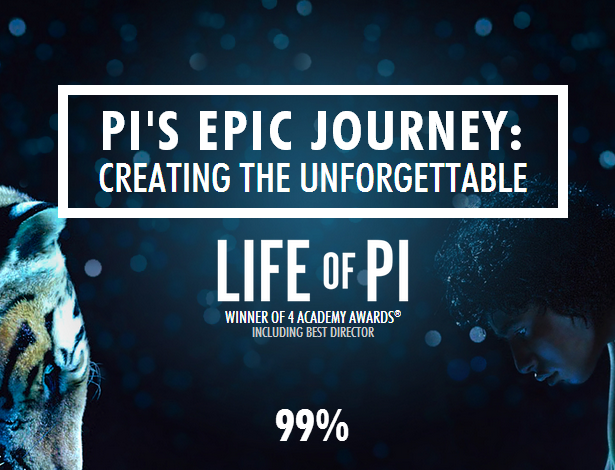 PI'S EPIC JOURNEY:
CREATING THE UNFORGETTABLE
LIFE OF PI
WINNER OF 4 ACADEMY AWARDS®
INCLUDING BEST DIRECTOR
99%